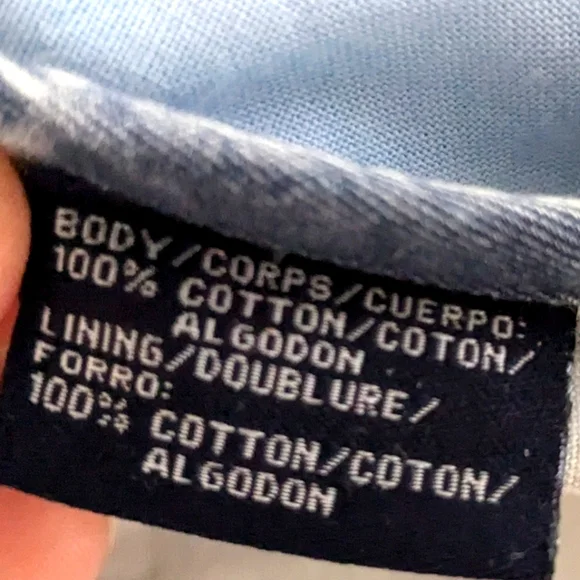 BODY/CORPS/CUERPO:
100% COTTON/COTON/
ALGODON
LINING/DOUBLURE/
FORRO:
100% COTTON/COTON/
ALGODON